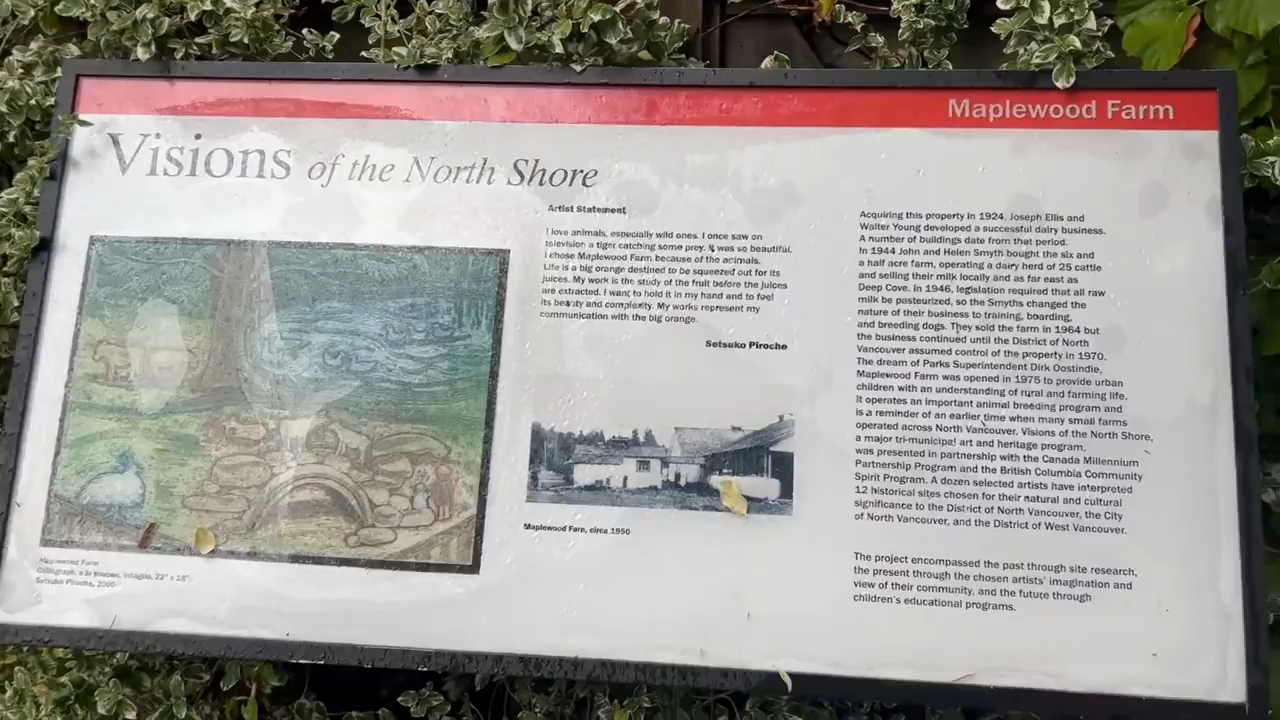 Maplewood Farm
Visions of the North Shore
Artist Statement
I love animals, especially wild ones. I once saw on
television a tiger catching some prey. It was so beautiful.
I chose Maplewood Farm because of the animals.
Life is a big orange destined to be squeezed out for its
juices. My work is the study of the fruit before the juices
are extracted. I want to hold it in my hand and to feel
its beauty and complexity. My works represent my
communication with the big orange.
Setsuko Piroche
Maplewood Farm, circa 1950
Maplewood Farm
Collagraph, a la poupee, intaglio, 22" x 18"
Setsuko Piroche, 2000
Acquiring this property in 1924, Joseph Ellis and
Walter Young developed a successful dairy business.
A number of buildings date from that period.
In 1944 John and Helen Smyth bought the six and
a half acre farm, operating a dairy herd of 25 cattle
and selling their milk locally and as far east as
Deep Cove. In 1946, legislation required that all raw
milk be pasteurized, so the Smyths changed the
nature of their business to training, boarding,
and breeding dogs. They sold the farm in 1964 but
the business continued until the District of North
Vancouver assumed control of the property in 1970.
The dream of Parks Superintendent Dirk Oostindie,
Maplewood Farm was opened in 1975 to provide urban
children with an understanding of rural and farming life.
It operates an important animal breeding program and
is a reminder of an earlier time when many small farms
operated across North Vancouver. Visions of the North Shore,
a major tri-municipal art and heritage program,
was presented in partnership with the Canada Millennium
Partnership Program and the British Columbia Community
Spirit Program. A dozen selected artists have interpreted
12 historical sites chosen for their natural and cultural
significance to the District of North Vancouver, the City
of North Vancouver, and the District of West Vancouver.
The project encompassed the past through site research,
the present through the chosen artists' imagination and
view of their community, and the future through
children's educational programs.